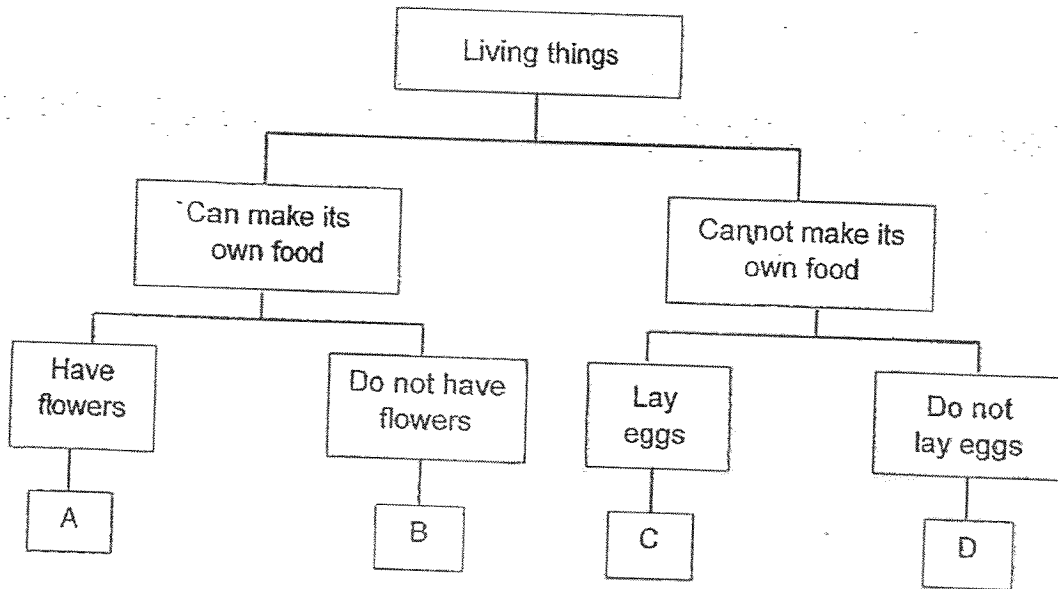 Living things
Can make its
own food
Cannot make its
own food
Have
flowers
Do not have
flowers
Lay
eggs
Do not
lay eggs
A
B
C
D